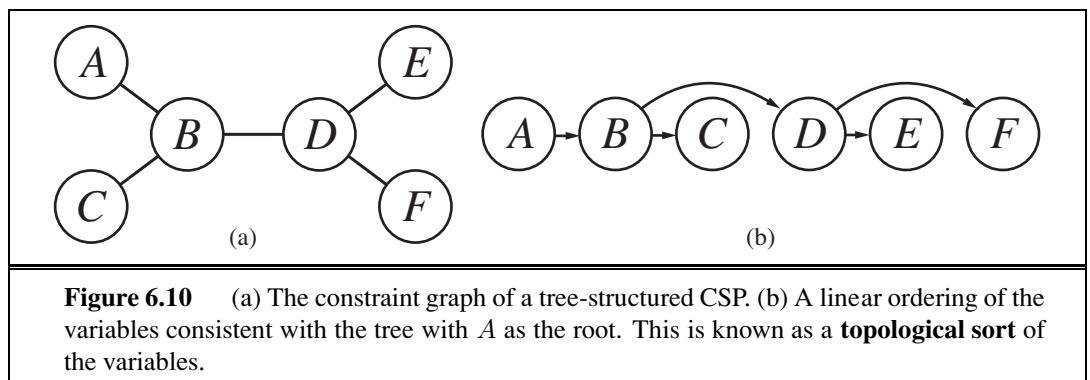 A
E
B
D
C
F
(a)
A B C D E F
(b)
Figure 6.10 (a) The constraint graph of a tree-structured CSP. (b) A linear ordering of the
variables consistent with the tree with A as the root. This is known as a topological sort of
the variables.